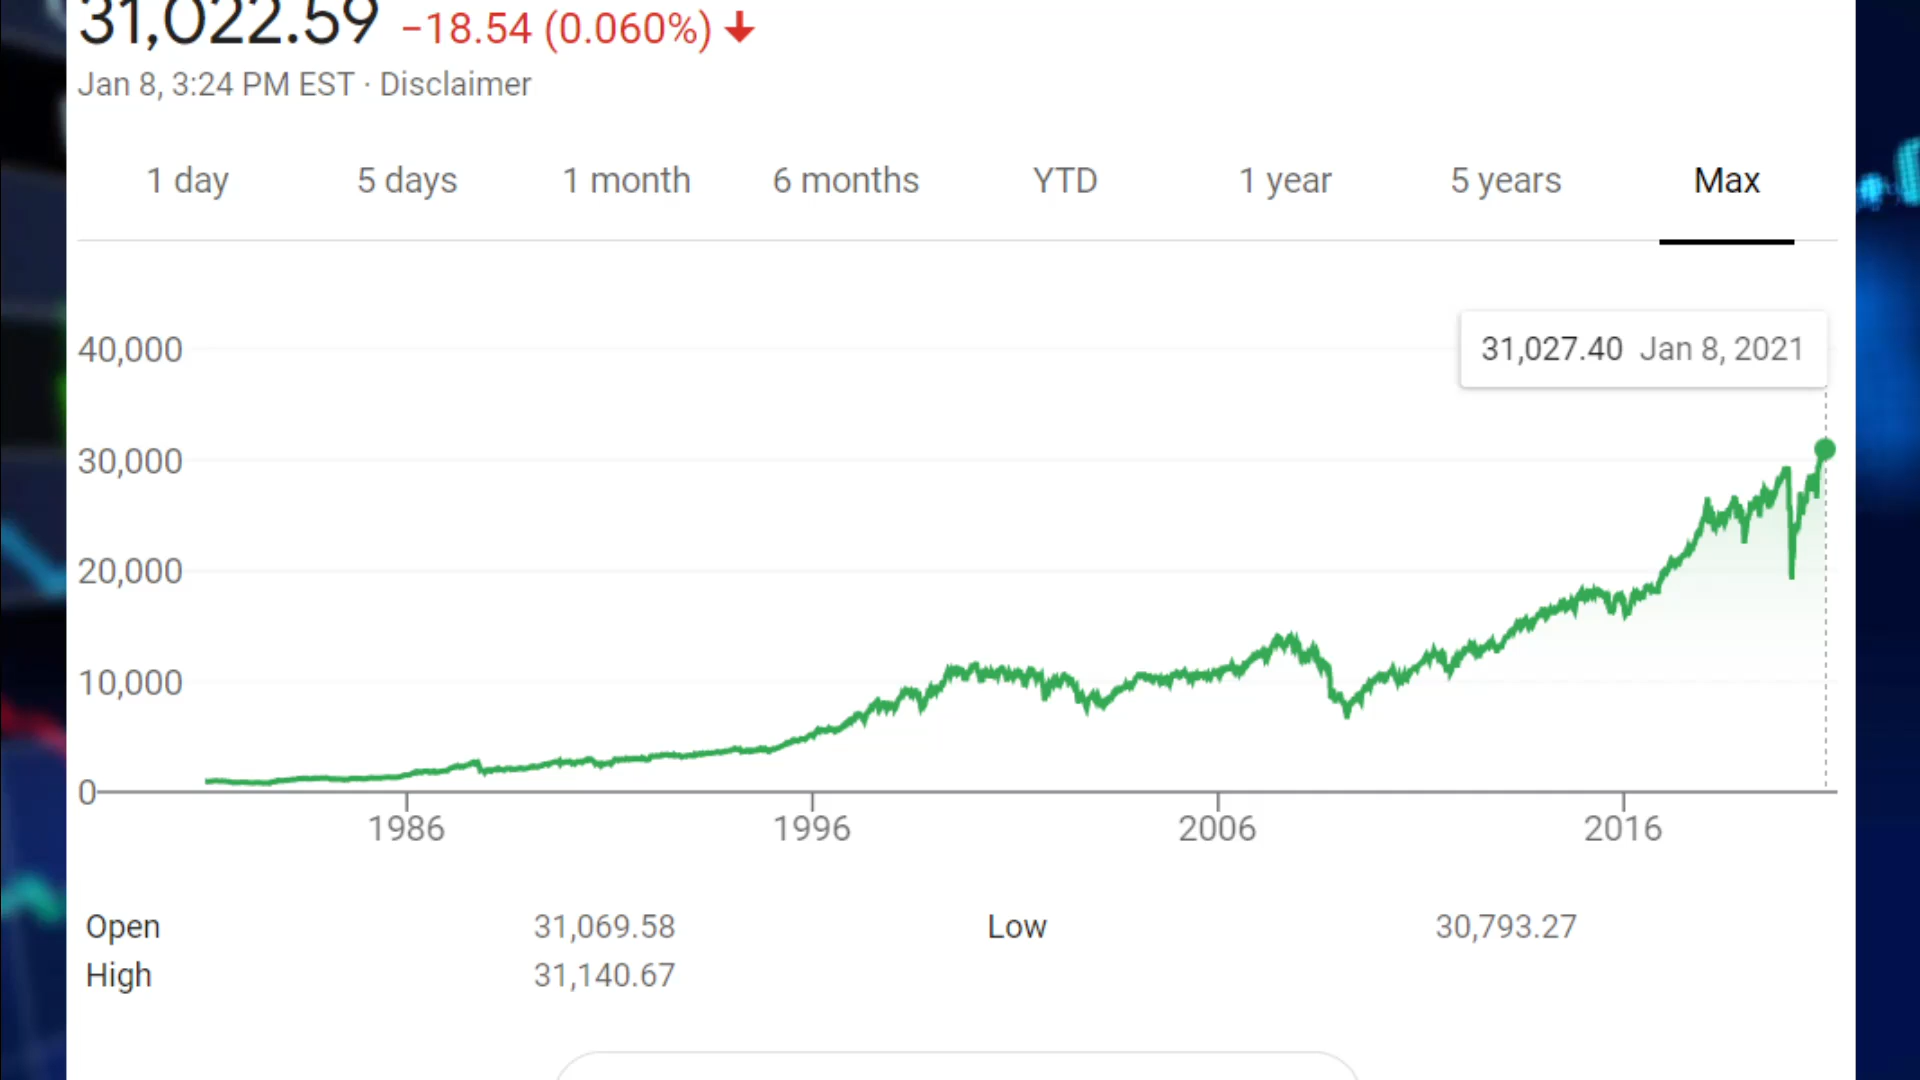 31,022.59 −18.54 (0.060%)
Jan 8, 3:24 PM EST · Disclaimer
1 day 5 days 1 month 6 months YTD 1 year 5 years Max
31,027.40 Jan 8, 2021
40,000
30,000
20,000
10,000
0
1986 1996 2006 2016
Open 31,069.58 Low 30,793.27
High 31,140.67